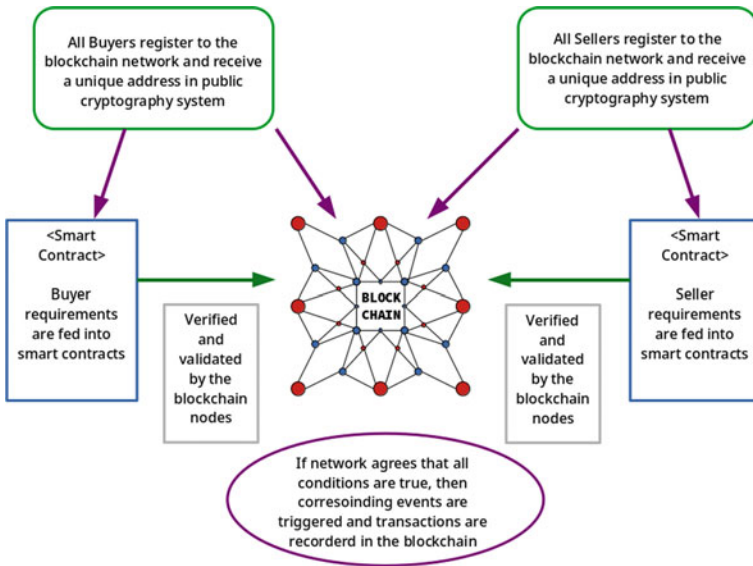 All Buyers register to the
blockchain network and receive
a unique address in public
cryptography system
All Sellers register to the
blockchain network and receive
a unique address in public
cryptography system
<Smart
Contract>
Buyer
requirements
are fed into
smart contracts
Verified
and
validated
by the
blockchain
nodes
BLOCK
CHAIN
Verified
and
validated
by the
blockchain
nodes
<Smart
Contract>
Seller
requirements
are fed into
smart contracts
If network agrees that all
conditions are true, then
corresoinding events are
triggered and transactions are
recorderd in the blockchain